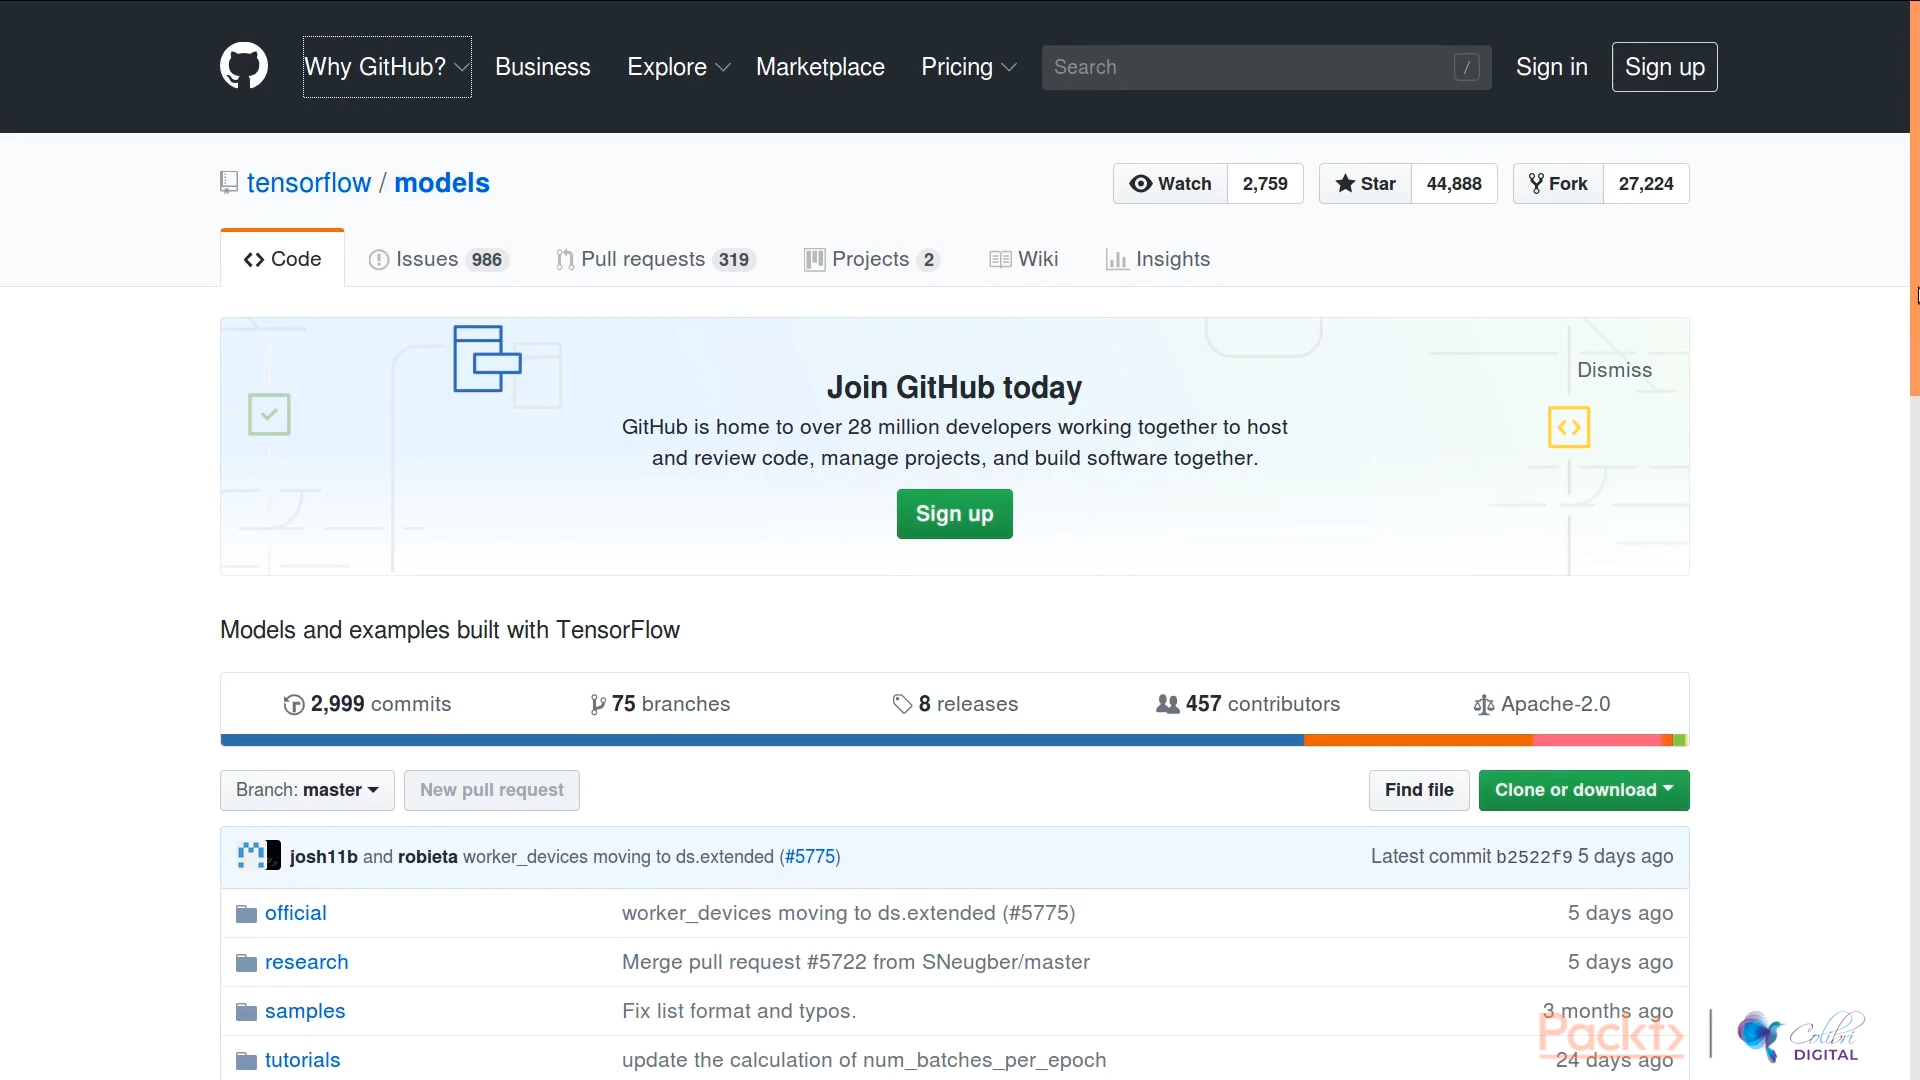 Why GitHub? Business Explore Marketplace Pricing Search / Sign in Sign up
tensorflow / models Watch 2,759 Star 44,888 Fork 27,224
Code Issues 986 Pull requests 319 Projects 2 Wiki Insights
Dismiss
Join GitHub today
GitHub is home to over 28 million developers working together to host
and review code, manage projects, and build software together.
Sign up
Models and examples built with TensorFlow
2,999 commits 75 branches 8 releases 457 contributors Apache-2.0
Branch: master New pull request Find file Clone or download
josh11b and robieta worker_devices moving to ds.extended (#5775) Latest commit b2522f9 5 days ago
official worker_devices moving to ds.extended (#5775) 5 days ago
research Merge pull request #5722 from SNeugber/master 5 days ago
samples Fix list format and typos. 3 months ago
tutorials update the calculation of num_batches_per_epoch 24 days ago
Packt>
Colibri
DIGITAL